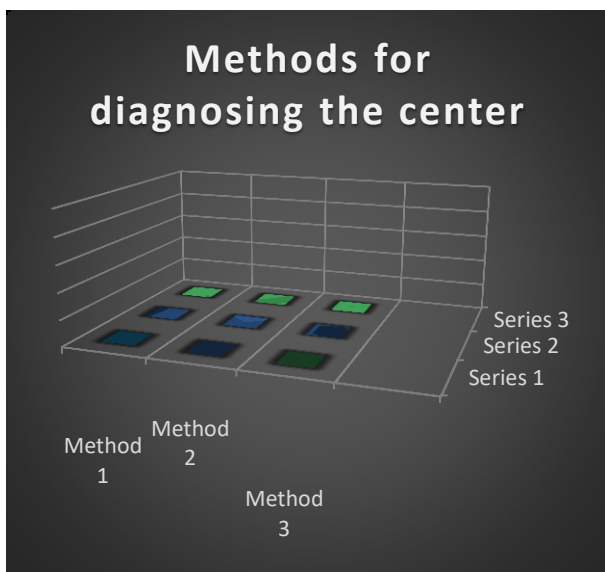 Methods for
diagnosing the center
Series 3
Series 2
Series 1
Method
1
Method
2
Method
3